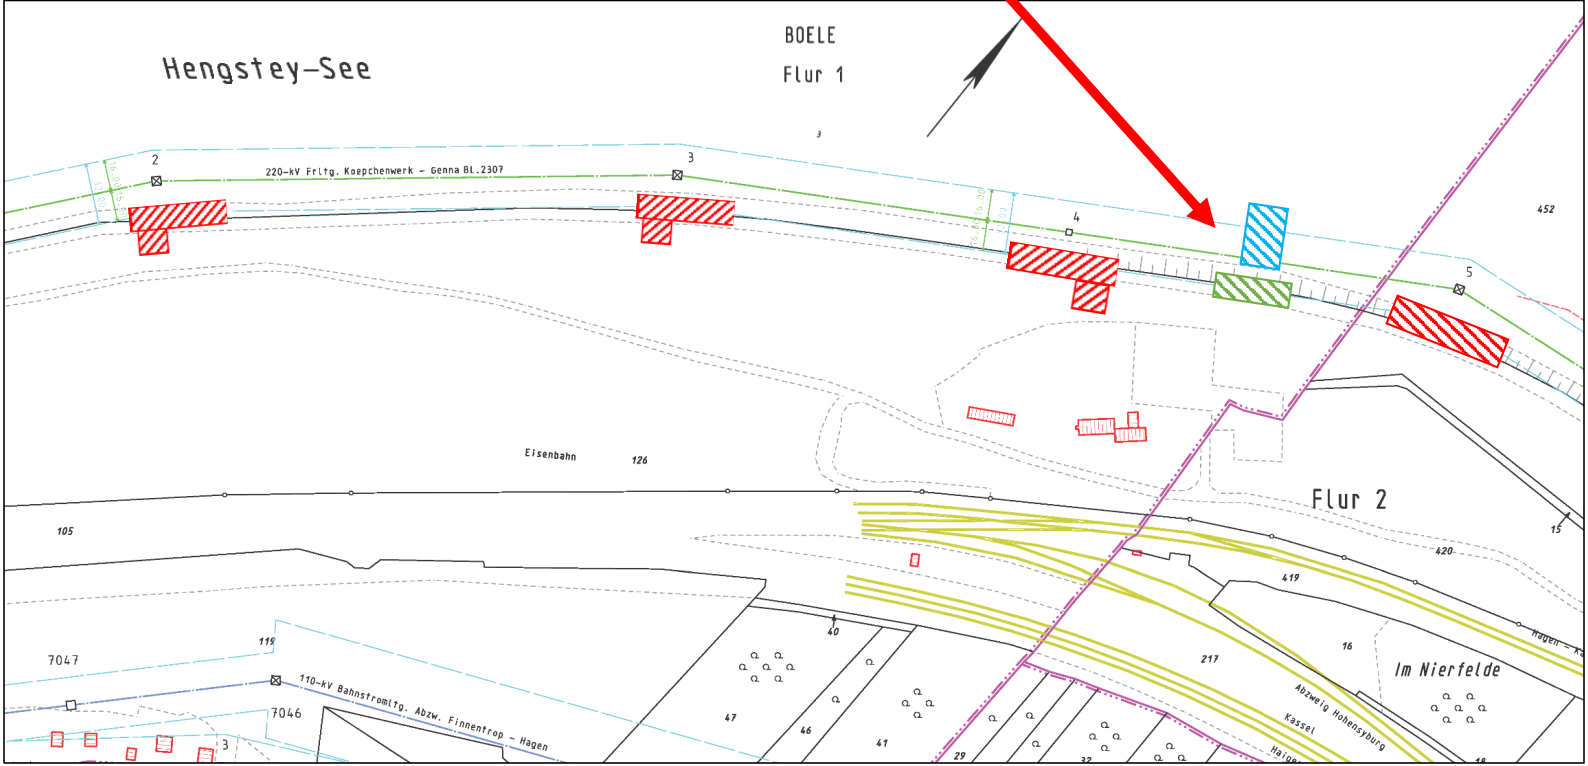 BOELE
Hengstey-See
Flur 1
3
2
3
220-kV Frltg. Koepchenwerk - Genna BL.2307
4
452
5
Eisenbahn
126
Flur 2
105
15
420
419
40
119
16
217
7047
Im Nierfelde
110-kV Bahnstromltg. Abzw. Finnentrop - Hagen
7046
47
46
41
3
Abzweig Hohensyburg
Kassel
29